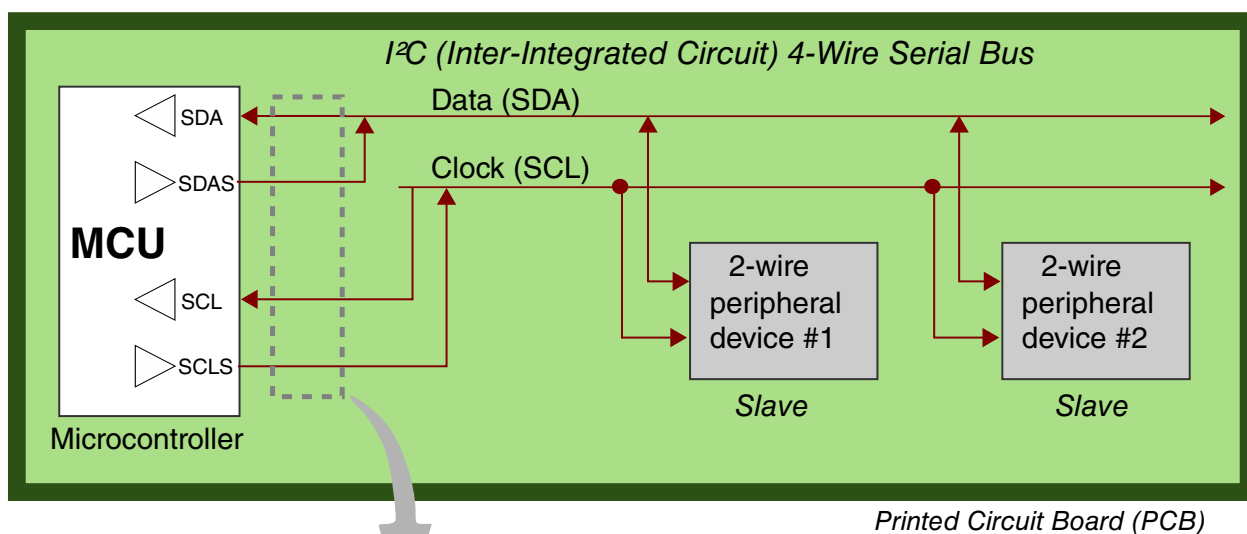 I²C (Inter-Integrated Circuit) 4-Wire Serial Bus
Data (SDA)
SDA
Clock (SCL)
SDAS
MCU
SCL
SCLS
2-wire
peripheral
device #1
2-wire
peripheral
device #2
Slave
Slave
Microcontroller
Printed Circuit Board (PCB)